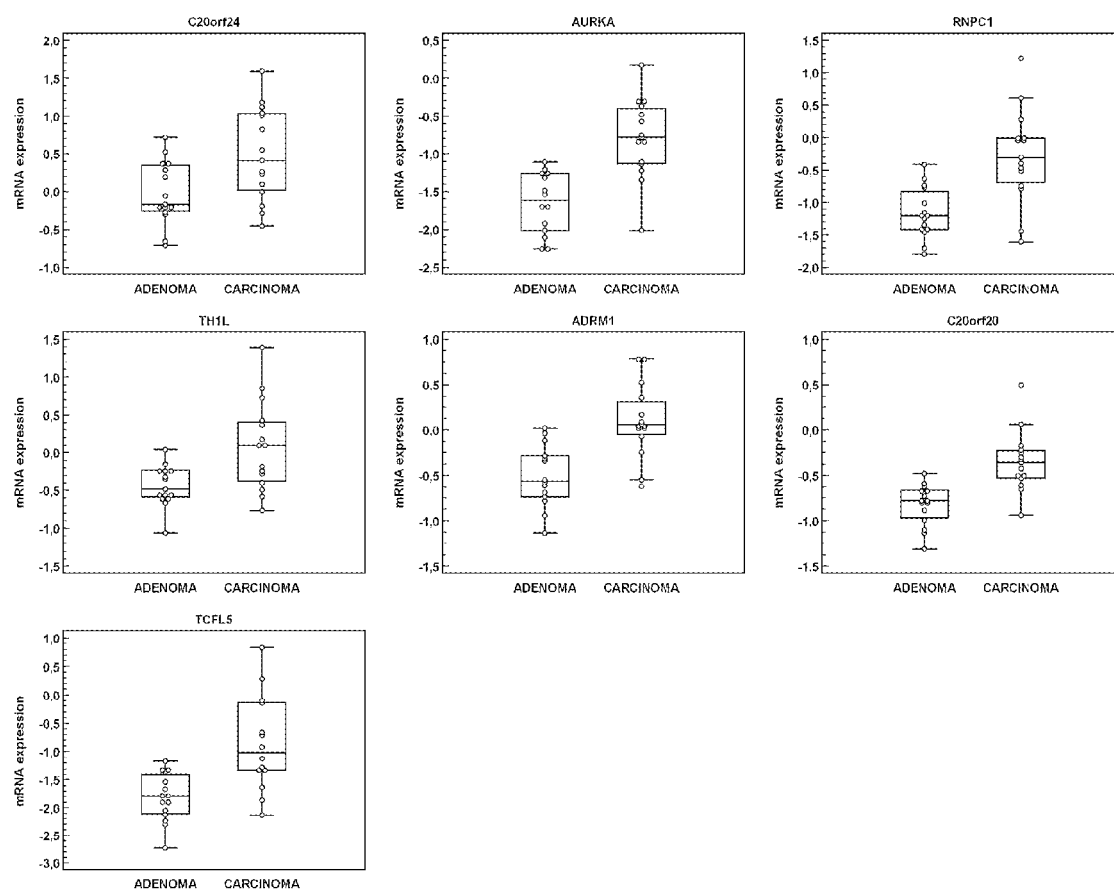 C20orf24
mRNA expression
2,0
1,5
1,0
0,5
0,0
-0,5
-1,0
ADENOMA CARCINOMA
AURKA
mRNA expression
0,5
0,0
-0,5
-1,0
-1,5
-2,0
-2,5
ADENOMA CARCINOMA
RNPC1
mRNA expression
1,5
1,0
0,5
0,0
-0,5
-1,0
-1,5
-2,0
ADENOMA CARCINOMA
TH1L
mRNA expression
1,5
1,0
0,5
0,0
-0,5
-1,0
-1,5
ADENOMA CARCINOMA
ADRM1
mRNA expression
1,0
0,5
0,0
-0,5
-1,0
-1,5
ADENOMA CARCINOMA
C20orf20
mRNA expression
1,0
0,5
0,0
-0,5
-1,0
-1,5
ADENOMA CARCINOMA
TCFL5
mRNA expression
1,0
0,5
0,0
-0,5
-1,0
-1,5
-2,0
-2,5
-3,0
ADENOMA CARCINOMA